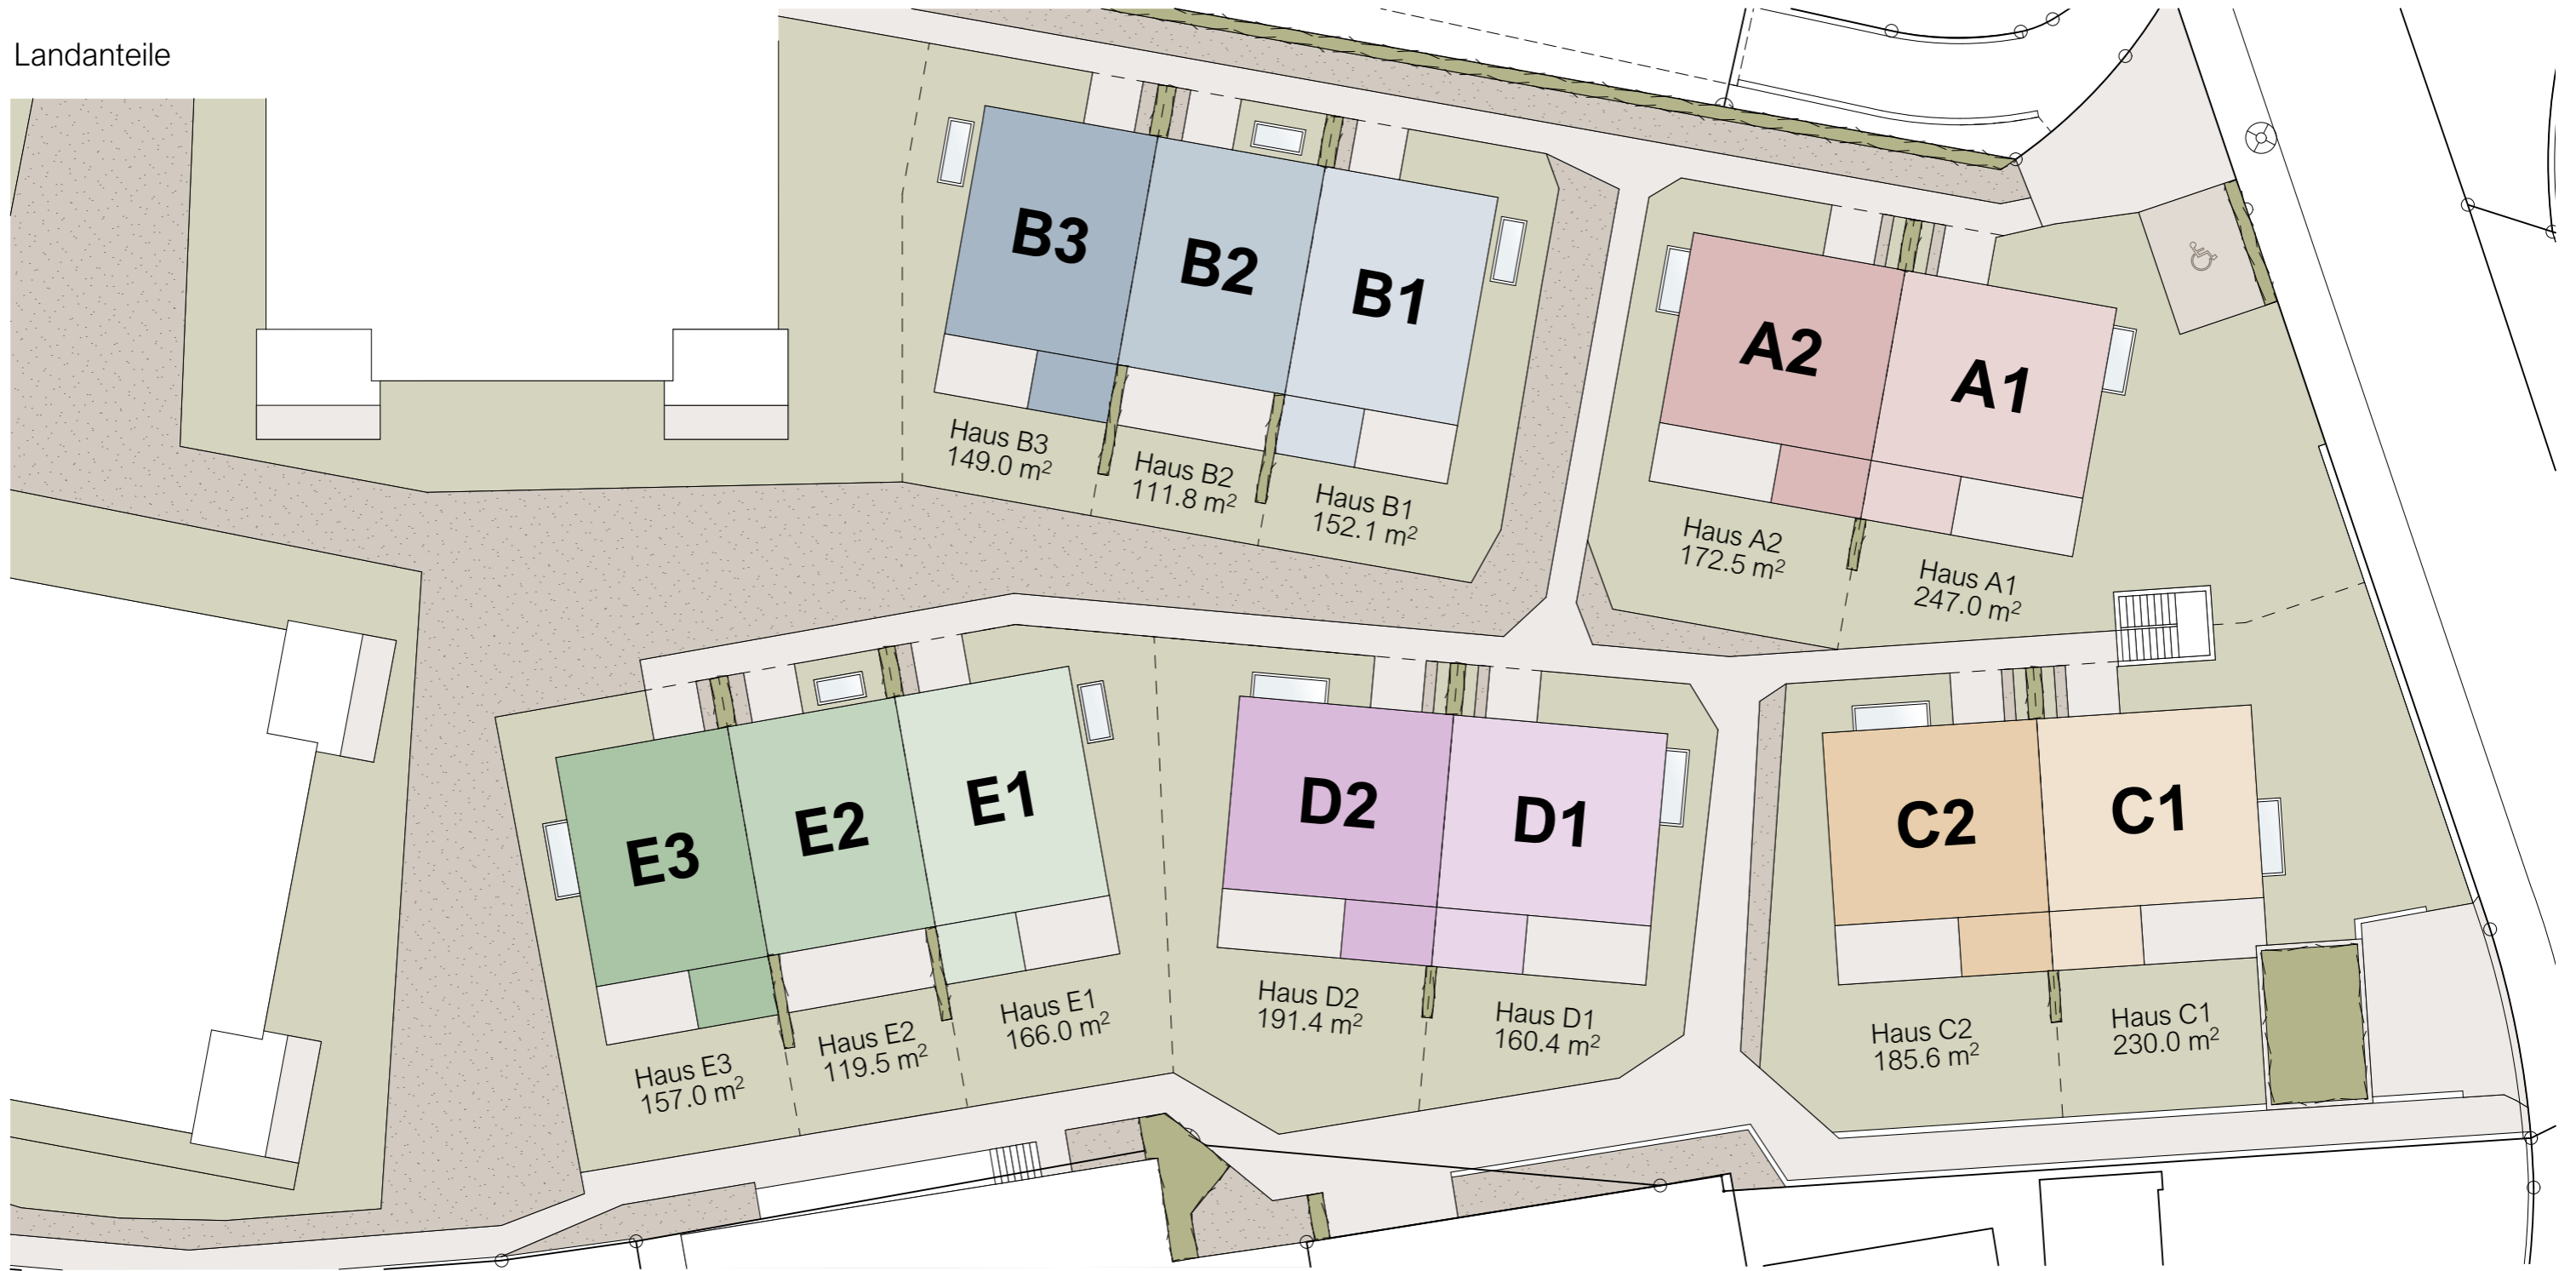 Landanteile
B3
B2
B1
A2
A1
Haus B3
149.0 m²
Haus B2
111.8 m²
Haus B1
152.1 m²
Haus A2
172.5 m²
Haus A1
247.0 m²
E3
E2
E1
D2
D1
C2
C1
Haus E3
157.0 m²
Haus E2
119.5 m²
Haus E1
166.0 m²
Haus D2
191.4 m²
Haus D1
160.4 m²
Haus C2
185.6 m²
Haus C1
230.0 m²